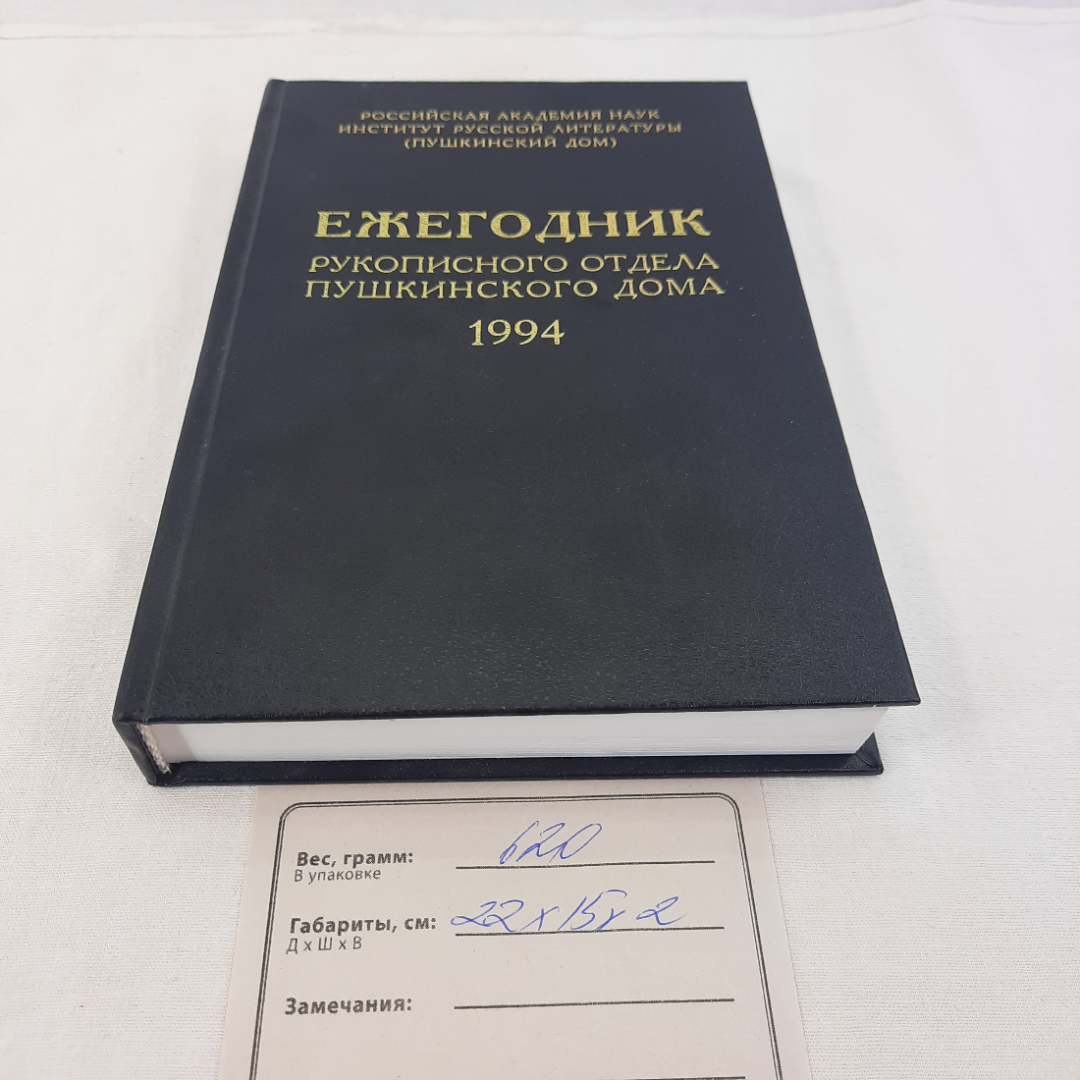 РОССИЙСКАЯ АКАДЕМИЯ НАУК
ИНСТИТУТ РУССКОЙ ЛИТЕРАТУРЫ
(ПУШКИНСКИЙ ДОМ)
ЕЖЕГОДНИК
РУКОПИСНОГО ОТДЕЛА
ПУШКИНСКОГО ДОМА
1994
Вес, грамм: 620
В упаковке
Габариты, см: 22 х 15 х 2
Д х Ш х В
Замечания: